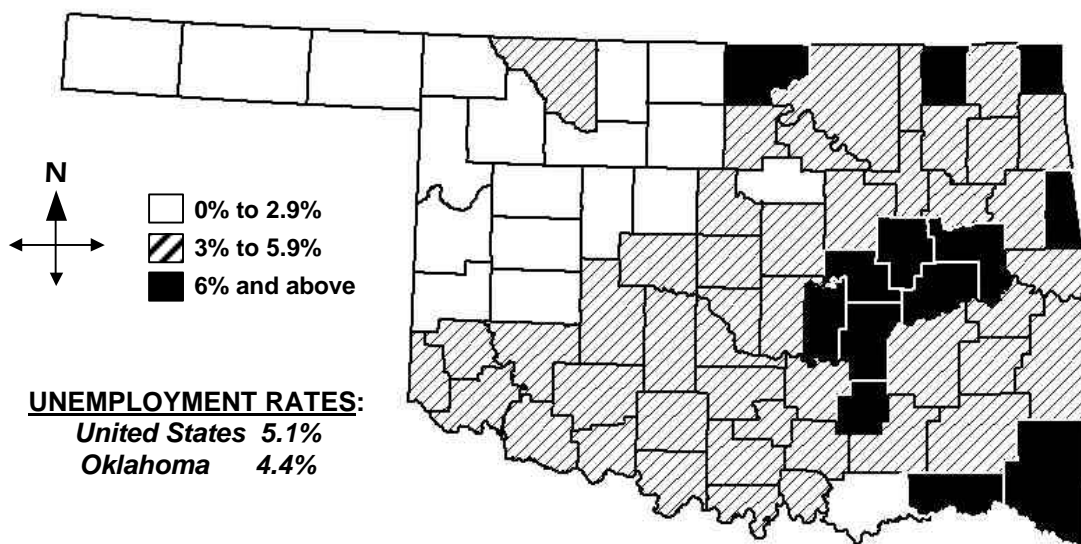 N
0% to 2.9%
3% to 5.9%
6% and above
UNEMPLOYMENT RATES:
United States 5.1%
Oklahoma 4.4%